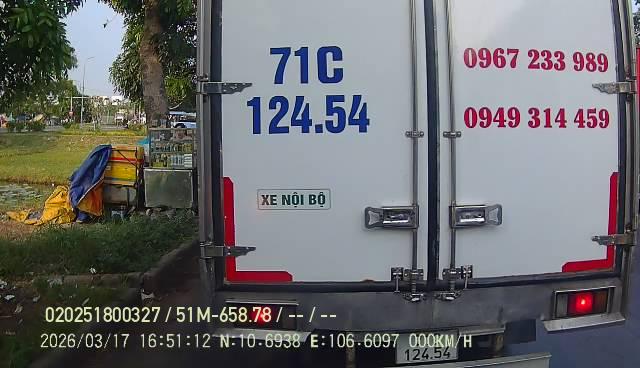 71C
124.54
0967 233 989
0949 314 459
XE NỘI BỘ
020251800327 / 51M-658.78 / -- / --
2026/03/17 16:51:12 N:10.6938 E:106.6097 000KM/H
124.54